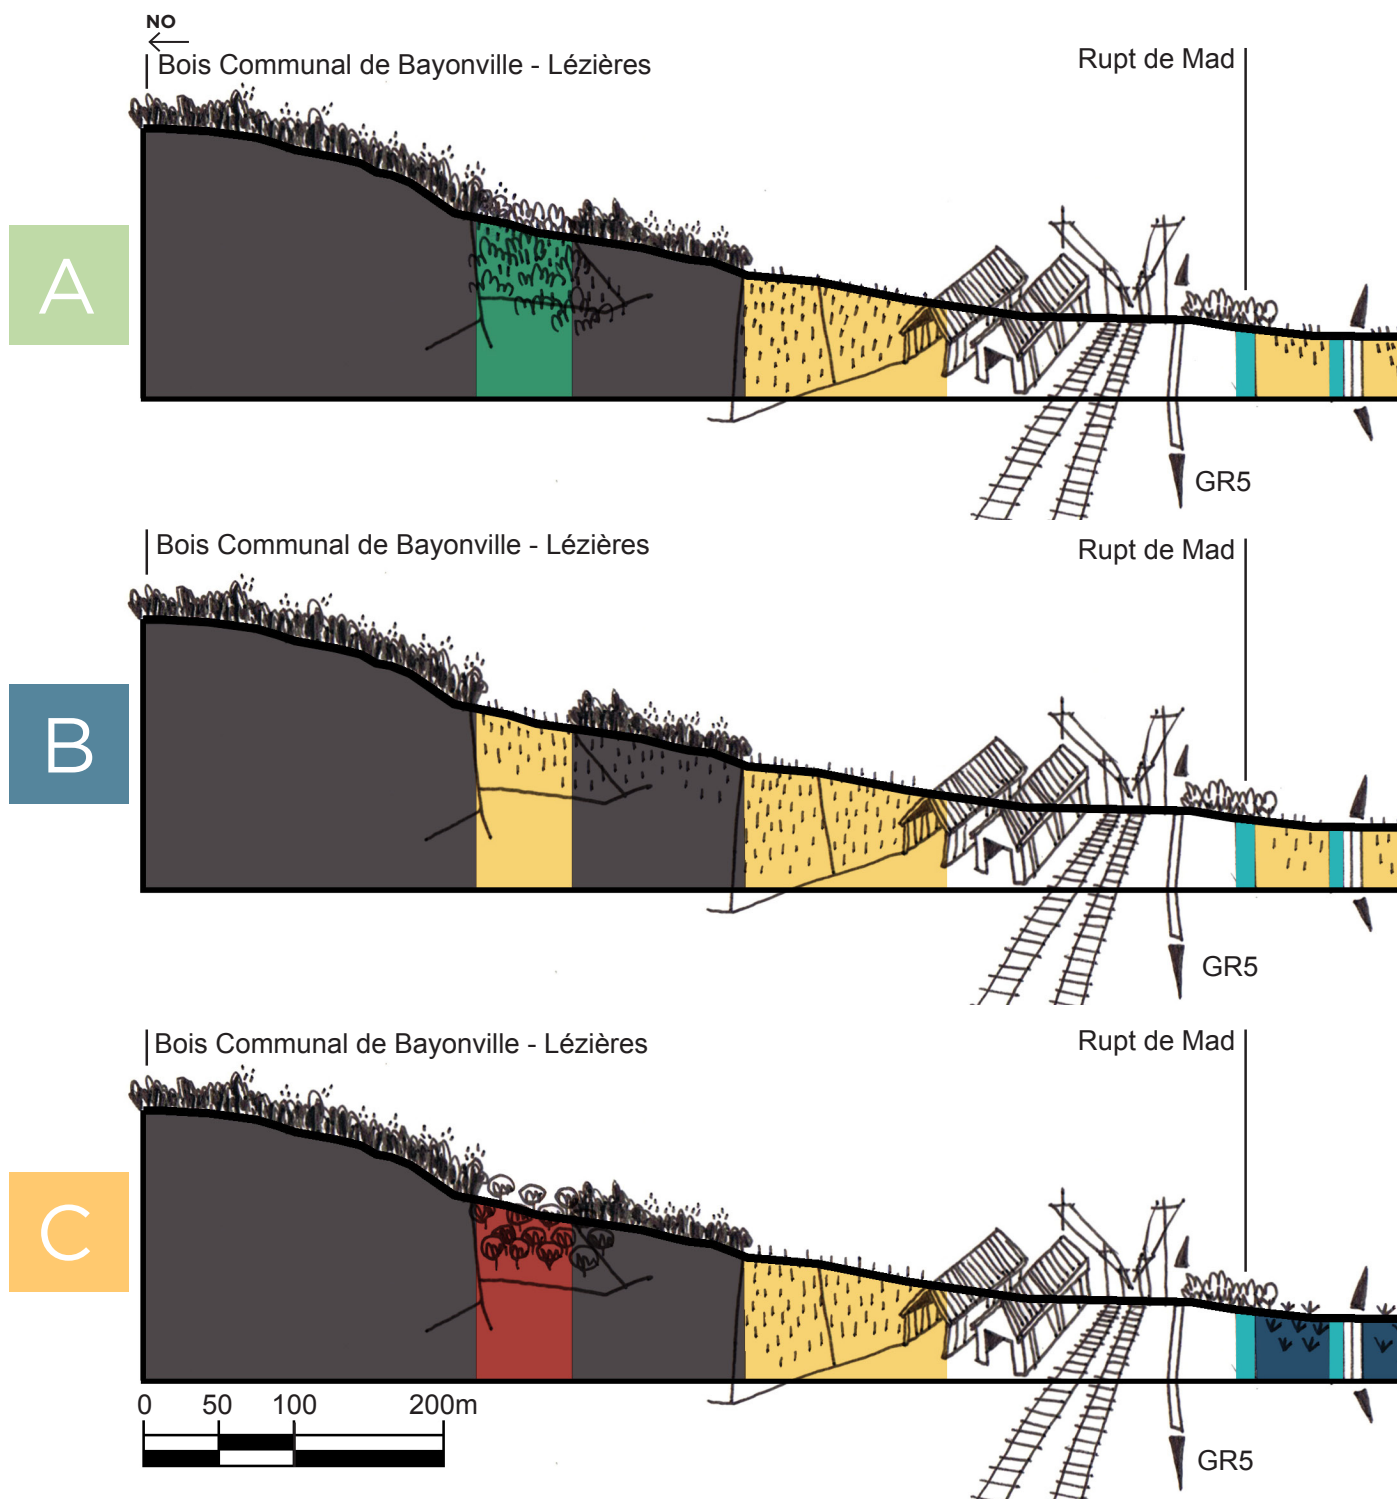 NO
Bois Communal de Bayonville - Lézières
Rupt de Mad
A
GR5
Bois Communal de Bayonville - Lézières
Rupt de Mad
B
GR5
Bois Communal de Bayonville - Lézières
Rupt de Mad
C
0 50 100 200m
GR5